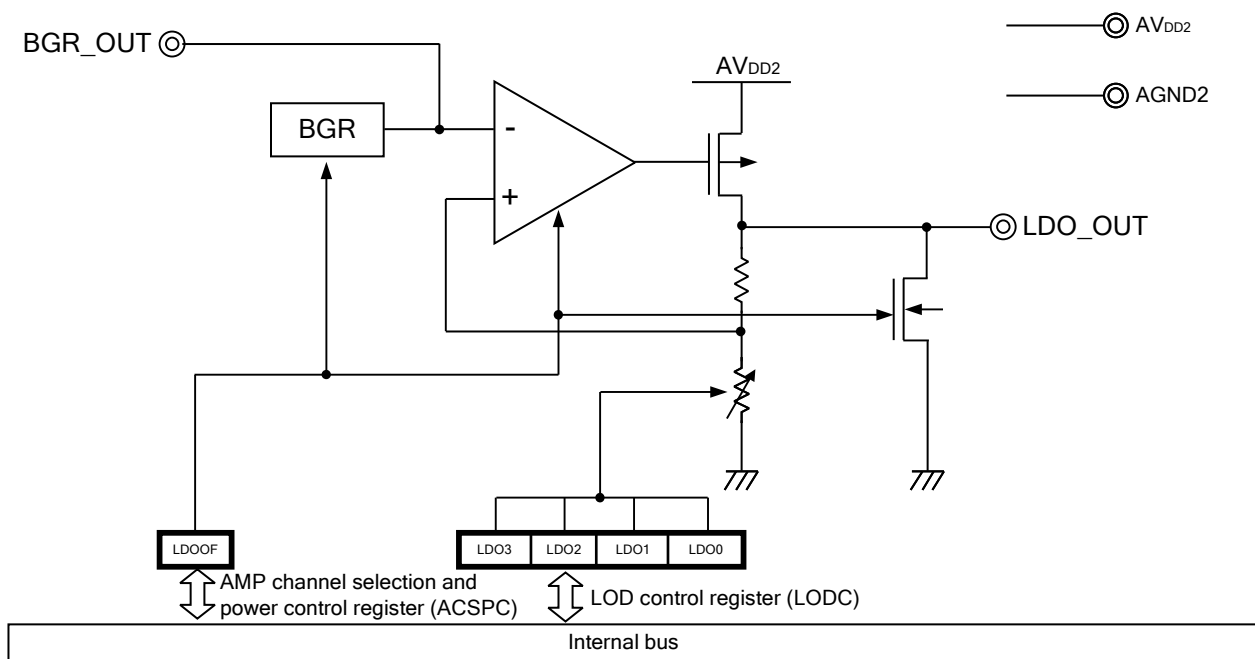 BGR_OUT
AVDD2
AGND2
AVDD2
BGR
-
+
LDO_OUT
LDOOF
LDO3 LDO2 LDO1 LDO0
AMP channel selection and
power control register (ACSPC)
LOD control register (LODC)
Internal bus